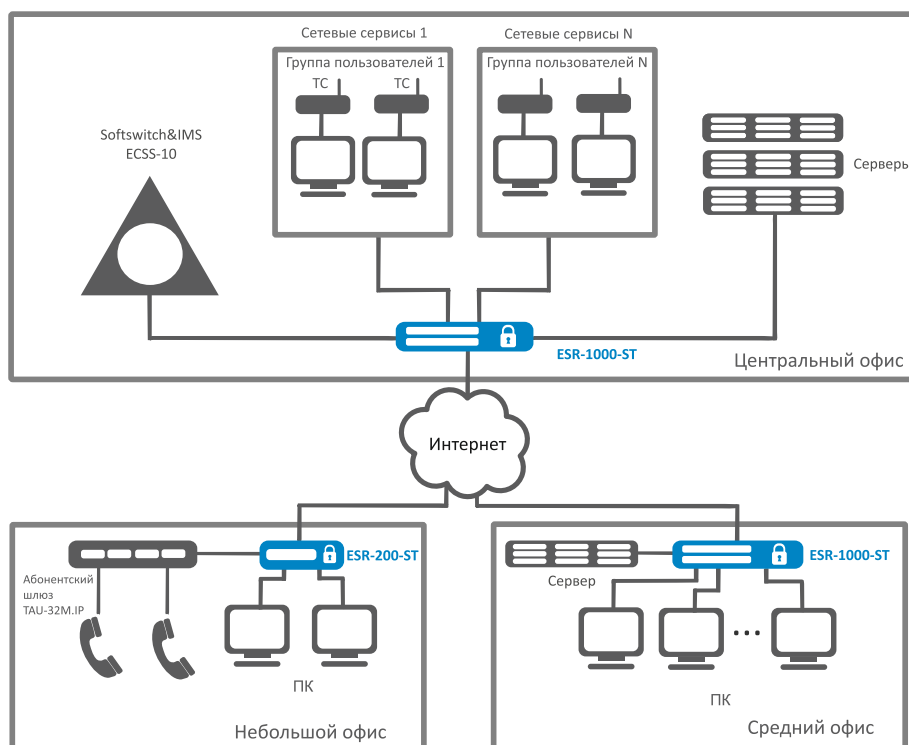 Сетевые сервисы 1
Сетевые сервисы N
Группа пользователей 1
Группа пользователей N
ТС
ТС
Softswitch&IMS
ECSS-10
Серверы
ESR-1000-ST
Центральный офис
Интернет
ESR-200-ST
ESR-1000-ST
Абонентский
шлюз
TAU-32M.IP
Сервер
...
ПК
ПК
Небольшой офис
Средний офис